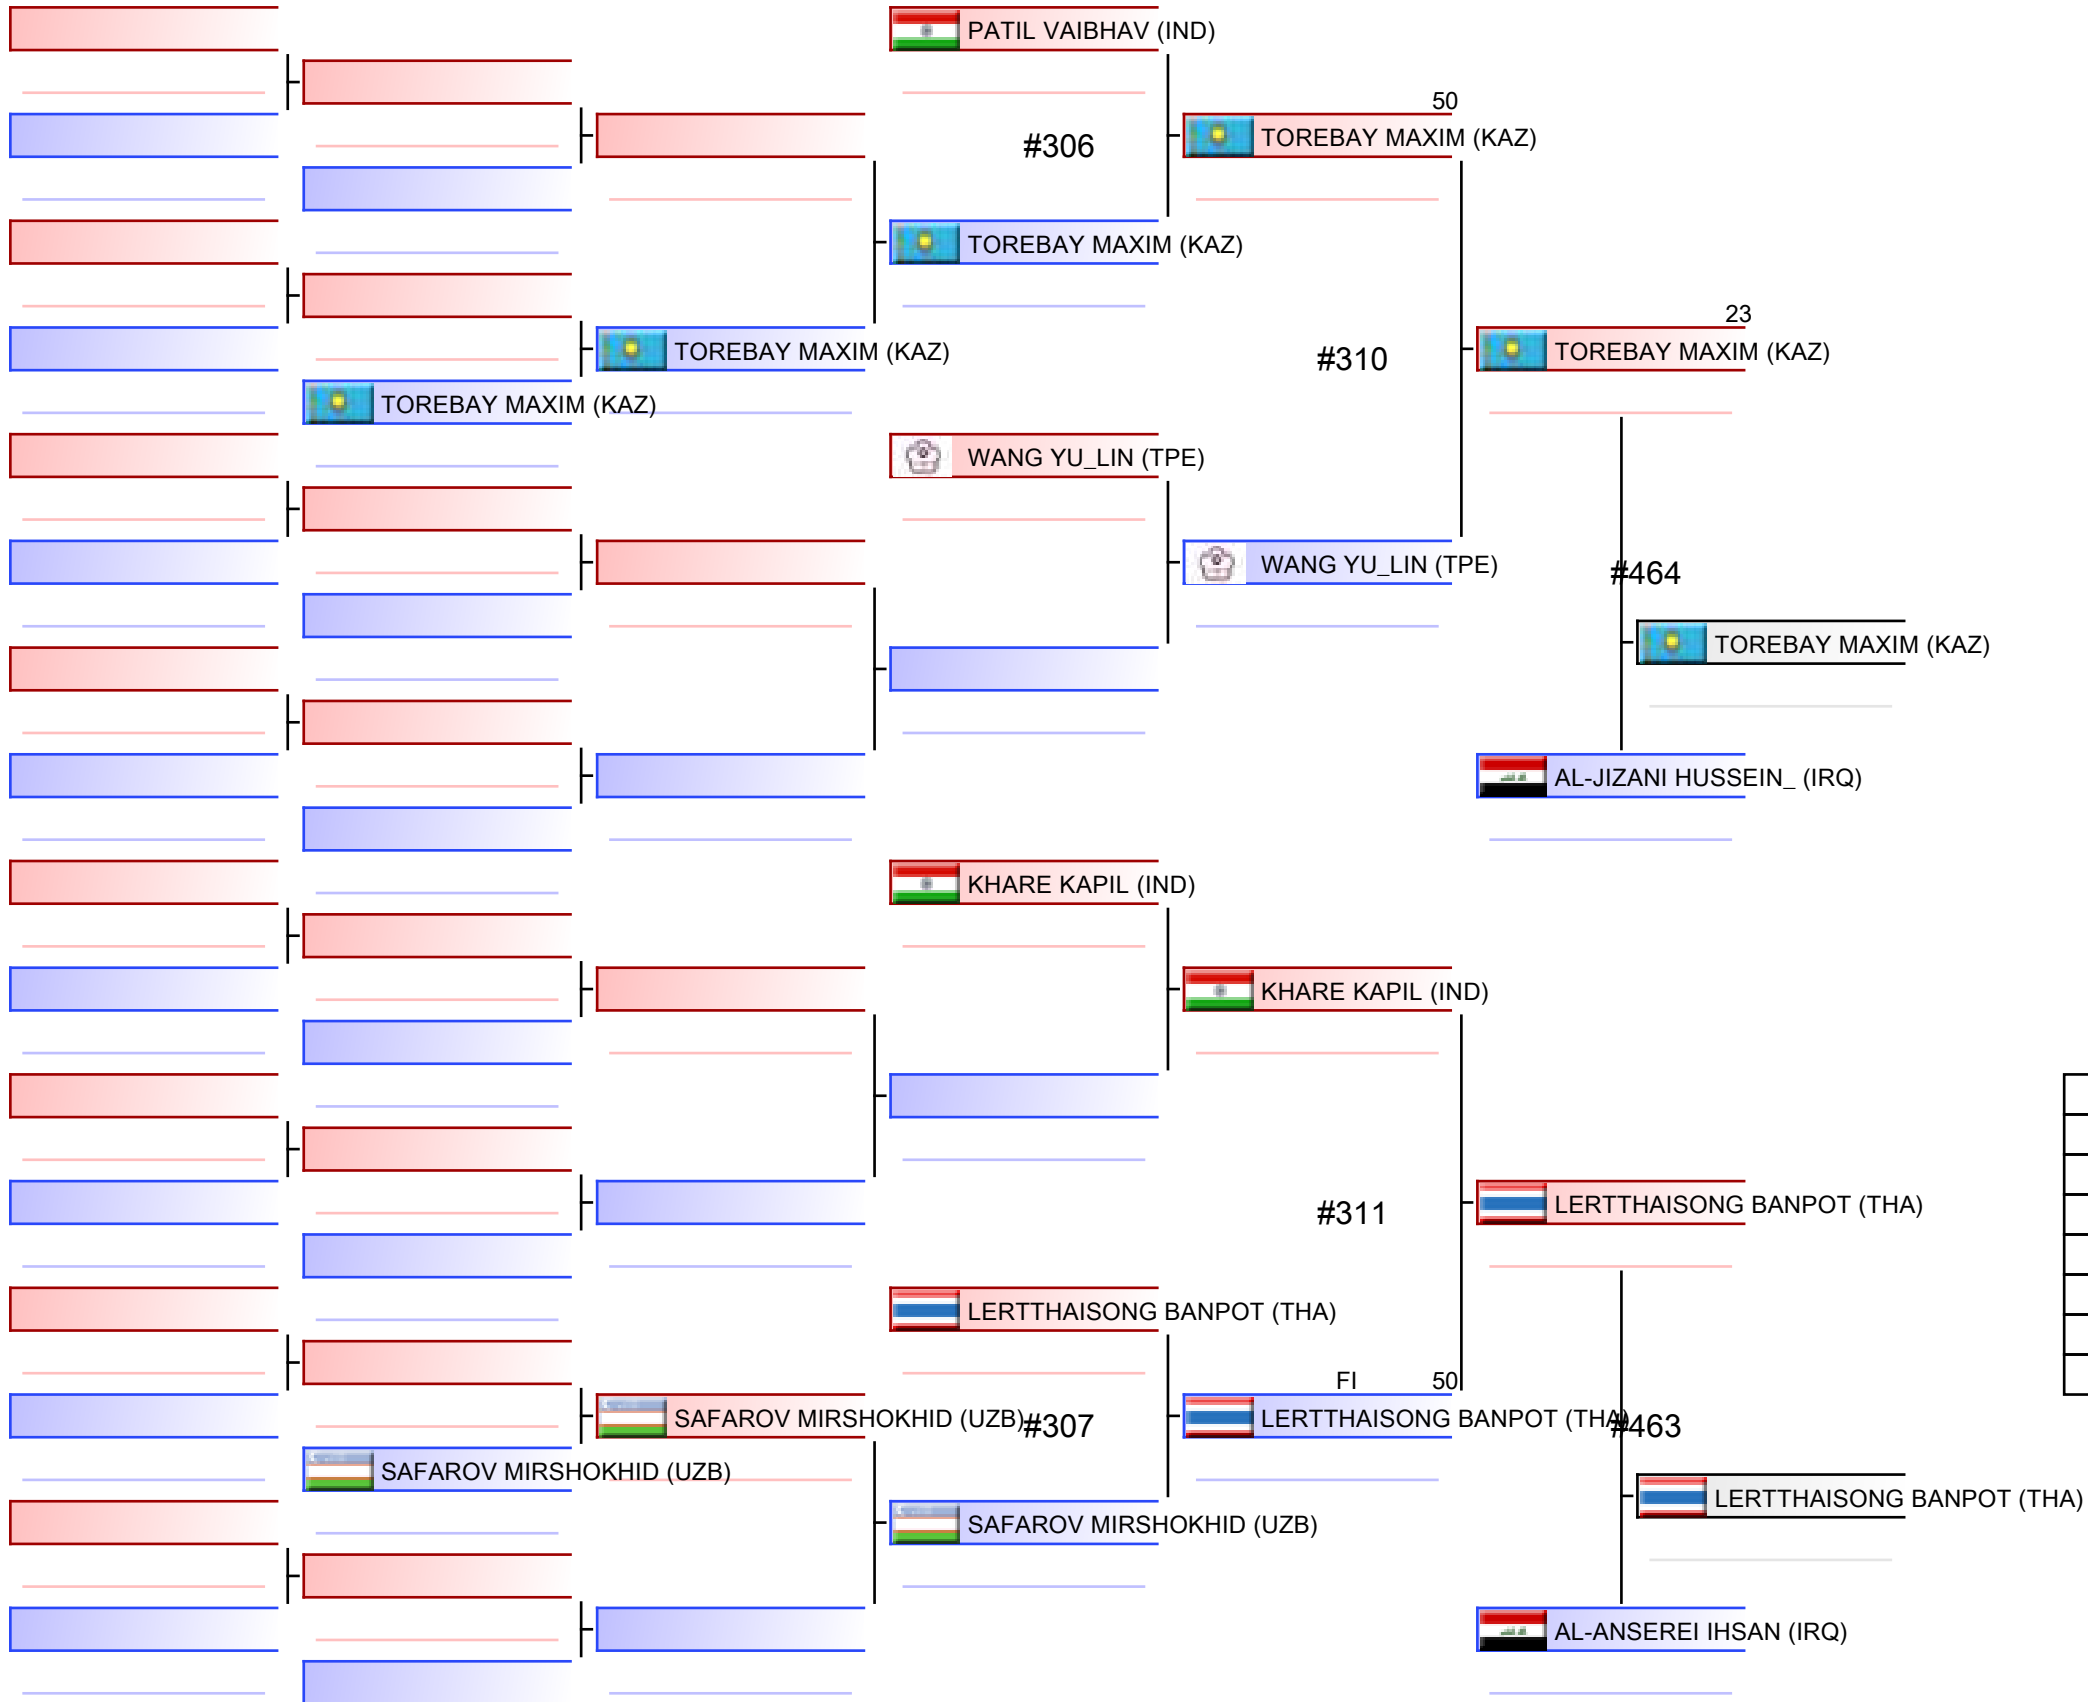 PATIL VAIBHAV (IND)
50
#306
TOREBAY MAXIM (KAZ)
TOREBAY MAXIM (KAZ)
23
TOREBAY MAXIM (KAZ)
#310
TOREBAY MAXIM (KAZ)
TOREBAY MAXIM (KAZ)
WANG YU_LIN (TPE)
WANG YU_LIN (TPE)
#464
TOREBAY MAXIM (KAZ)
AL-JIZANI HUSSEIN_ (IRQ)
KHARE KAPIL (IND)
KHARE KAPIL (IND)
#311
LERTTHAISONG BANPOT (THA)
LERTTHAISONG BANPOT (THA)
FI 50
SAFAROV MIRSHOKHID (UZB)
#307
LERTTHAISONG BANPOT (THA)
#463
SAFAROV MIRSHOKHID (UZB)
LERTTHAISONG BANPOT (THA)
SAFAROV MIRSHOKHID (UZB)
AL-ANSEREI IHSAN (IRQ)